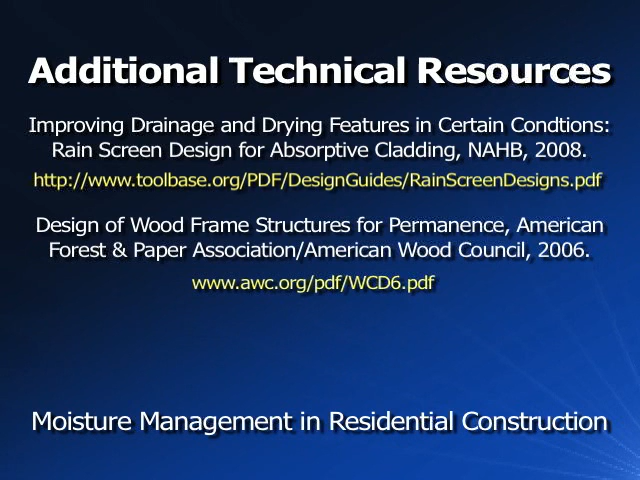 Additional Technical Resources
Improving Drainage and Drying Features in Certain Condtions:
Rain Screen Design for Absorptive Cladding, NAHB, 2008.
http://www.toolbase.org/PDF/DesignGuides/RainScreenDesigns.pdf
Design of Wood Frame Structures for Permanence, American
Forest & Paper Association/American Wood Council, 2006.
www.awc.org/pdf/WCD6.pdf
Moisture Management in Residential Construction